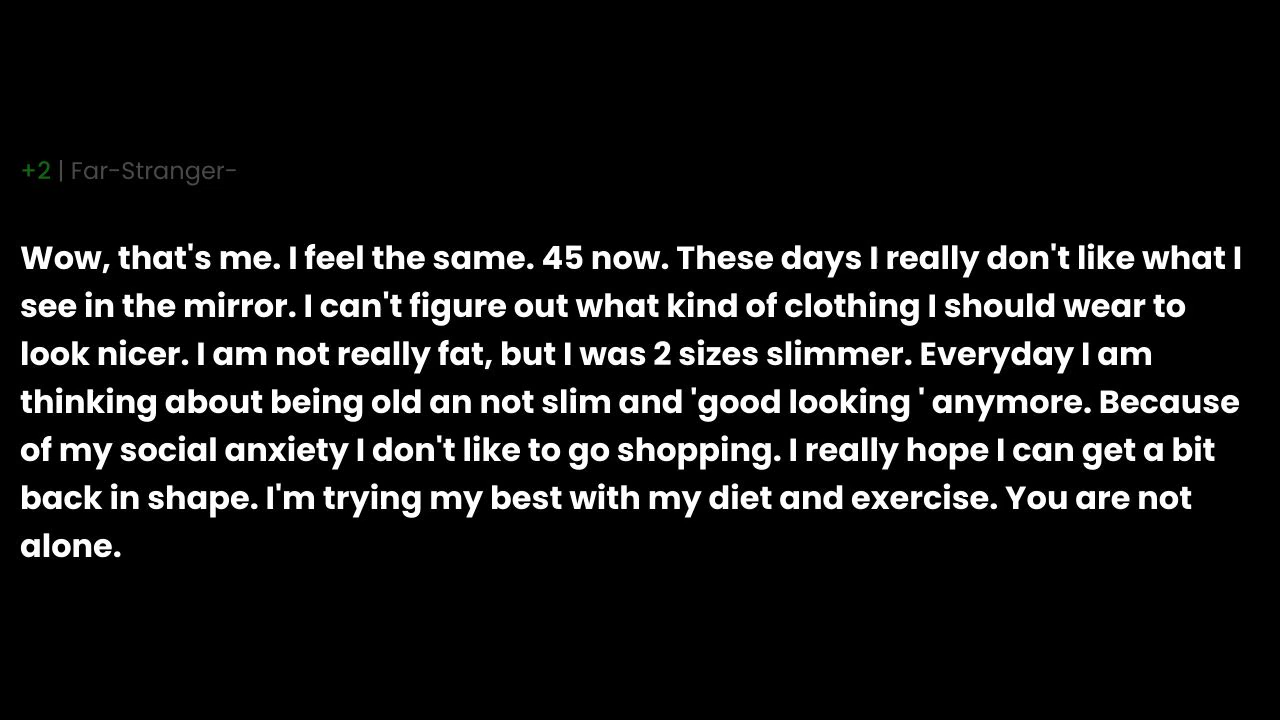 +2 | Far-Stranger-
Wow, that's me. I feel the same. 45 now. These days I really don't like what I
see in the mirror. I can't figure out what kind of clothing I should wear to
look nicer. I am not really fat, but I was 2 sizes slimmer. Everyday I am
thinking about being old an not slim and 'good looking ' anymore. Because
of my social anxiety I don't like to go shopping. I really hope I can get a bit
back in shape. I'm trying my best with my diet and exercise. You are not
alone.